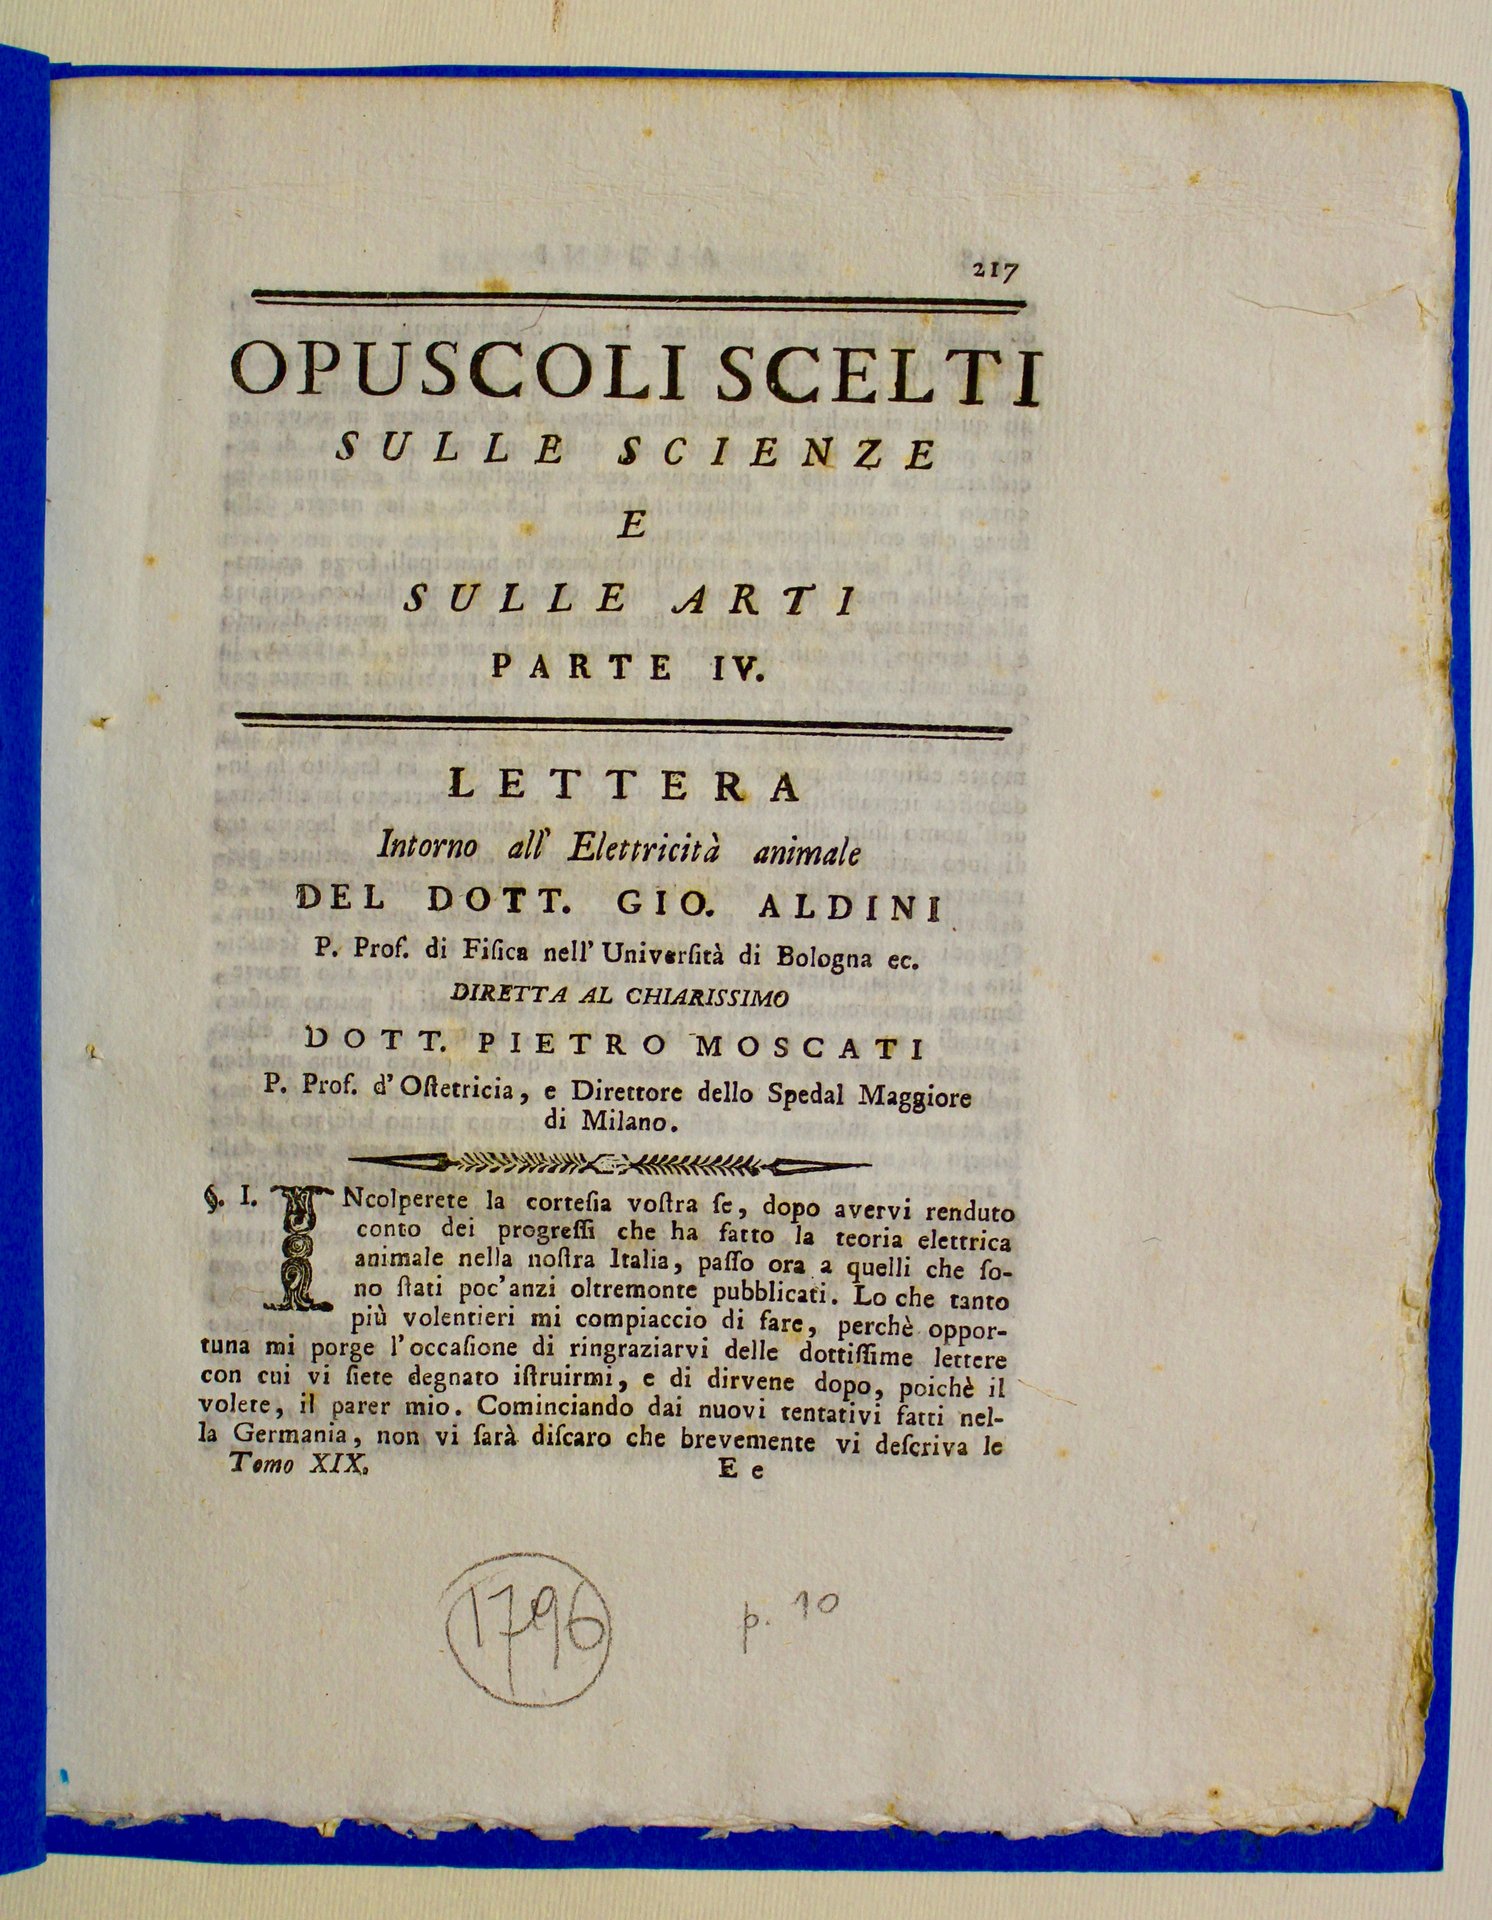 217
OPUSCOLI SCELTI
SULLE SCIENZE
E
SULLE ARTI
PARTE IV.
LETTERA
Intorno all' Elettricità animale
DEL DOTT. GIO. ALDINI
P. Prof. di Fiſica nell' Univerſità di Bologna ec.
DIRETTA AL CHIARISSIMO
DOTT. PIETRO MOSCATI
P. Prof. d' Oſtetricia, e Direttore dello Spedal Maggiore
di Milano.
§. I. INcolperete la corteſia voſtra ſe, dopo avervi renduto
conto dei progreſſi che ha fatto la teoria elettrica
animale nella noſtra Italia, paſſo ora a quelli che ſo-
no ſtati poc' anzi oltremonte pubblicati. Lo che tanto
più volentieri mi compiaccio di fare, perchè oppor-
tuna mi porge l' occaſione di ringraziarvi delle dottiſſime lettere
con cui vi ſiete degnato iſtruirmi, e di dirvene dopo, poichè il
volete, il parer mio. Cominciando dai nuovi tentativi fatti nel-
la Germania, non vi ſarà diſcaro che brevemente vi deſcriva le
Tomo XIX. E e
1796 p. 10